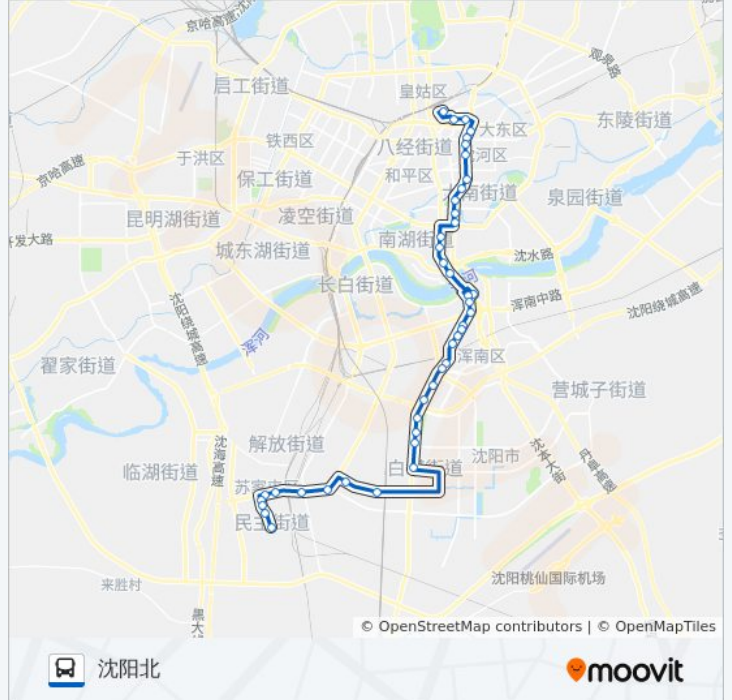 京哈高速沈
观泉路
启工街道
皇姑区
东陵街道
大东区
铁西区
八经街道
河区
于洪区
京哈高速
保工街道
和平区
南街道
泉园街道
昆明湖街道
凌空街道
开发大路
城东湖街道
南湖街道
沈水路
长白街道
河
沈阳绕城高速
浑南中路
沈阳绕城高速
浑河
翟家街道
浑南区
营城子街道
解放街道
沈海高速
临湖街道
白 街道
沈阳市
沈本大街
丹阜高速
苏家屯区
民主街道
来胜村
沈阳桃仙国际机场
黑大
© OpenStreetMap contributors | © OpenMapTiles
沈阳北
moovit